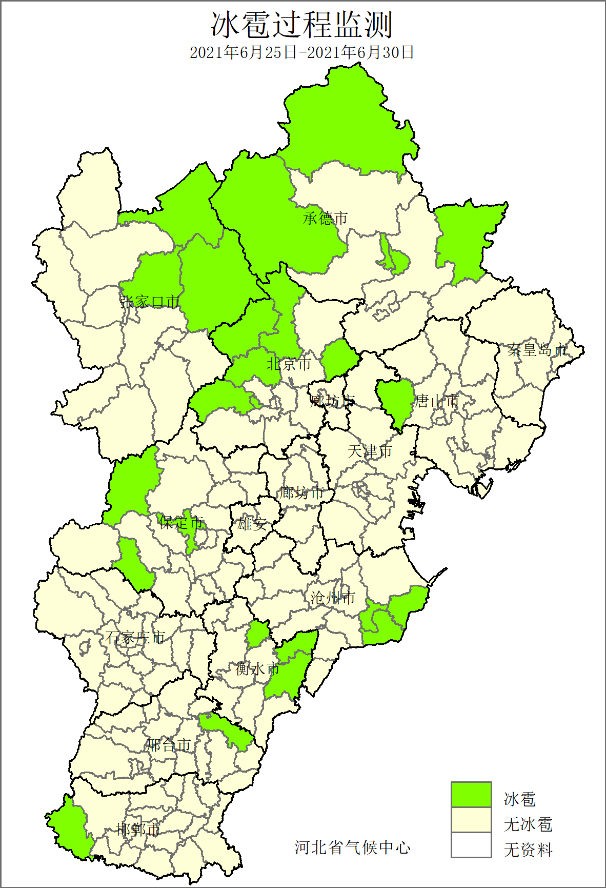 冰雹过程监测
2021年6月25日-2021年6月30日
承德市
张家口市
秦皇岛市
北京市
廊坊市
唐山市
天津市
廊坊市
保定市
雄安
沧州市
石家庄市
衡水市
邢台市
邯郸市
河北省气候中心
冰雹
无冰雹
无资料